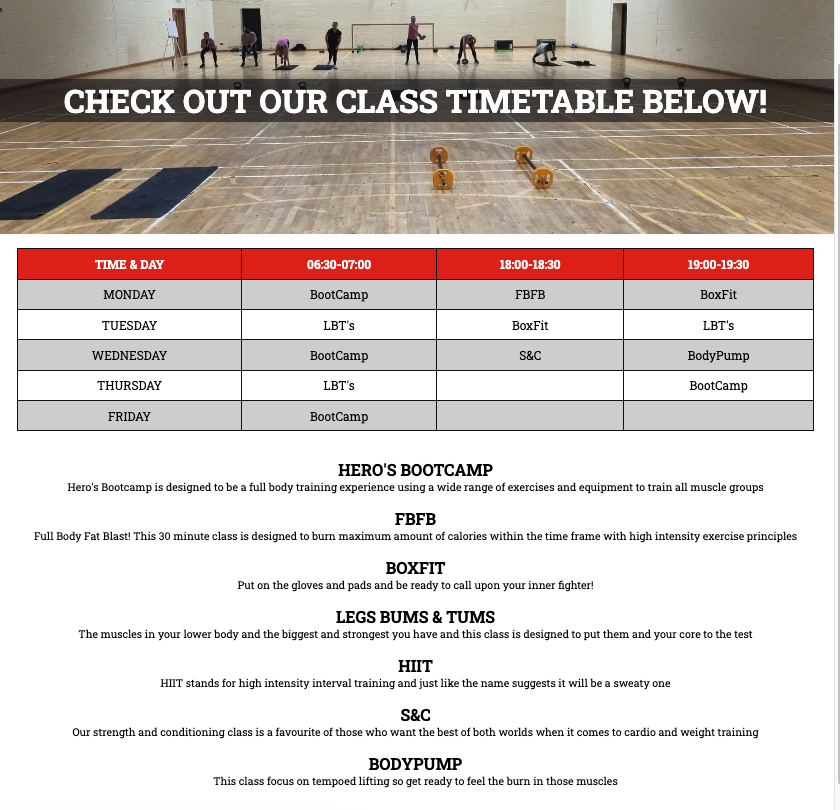 CHECK OUT OUR CLASS TIMETABLE BELOW!
TIME & DAY 06:30-07:00 18:00-18:30 19:00-19:30
MONDAY BootCamp FBFB BoxFit
TUESDAY LBT's BoxFit LBT's
WEDNESDAY BootCamp S&C BodyPump
THURSDAY LBT's BootCamp
FRIDAY BootCamp
HERO'S BOOTCAMP
Hero's Bootcamp is designed to be a full body training experience using a wide range of exercises and equipment to train all muscle groups
FBFB
Full Body Fat Blast! This 30 minute class is designed to burn maximum amount of calories within the time frame with high intensity exercise principles
BOXFIT
Put on the gloves and pads and be ready to call upon your inner fighter!
LEGS BUMS & TUMS
The muscles in your lower body and the biggest and strongest you have and this class is designed to put them and your core to the test
HIIT
HIIT stands for high intensity interval training and just like the name suggests it will be a sweaty one
S&C
Our strength and conditioning class is a favourite of those who want the best of both worlds when it comes to cardio and weight training
BODYPUMP
This class focus on tempoed lifting so get ready to feel the burn in those muscles